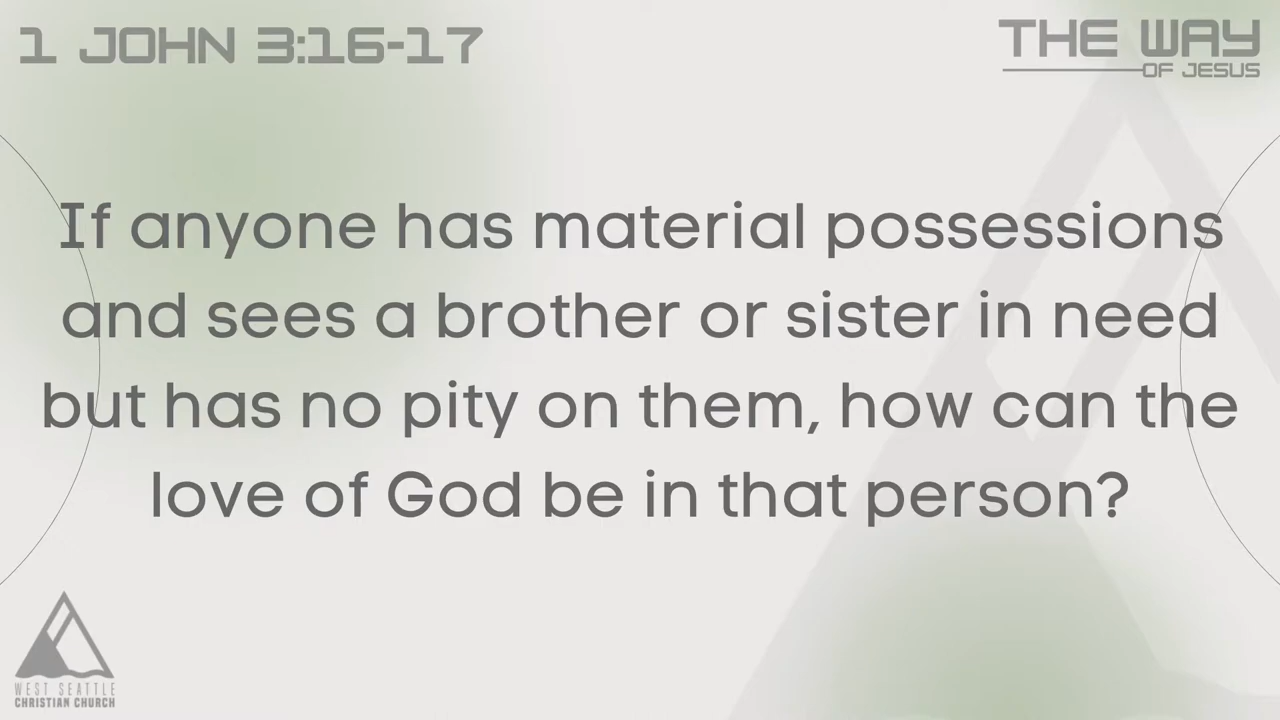 1 JOHN 3:16-17
THE WAY
OF JESUS
If anyone has material possessions
and sees a brother or sister in need
but has no pity on them, how can the
love of God be in that person?
WEST SEATTLE
CHRISTIAN CHURCH